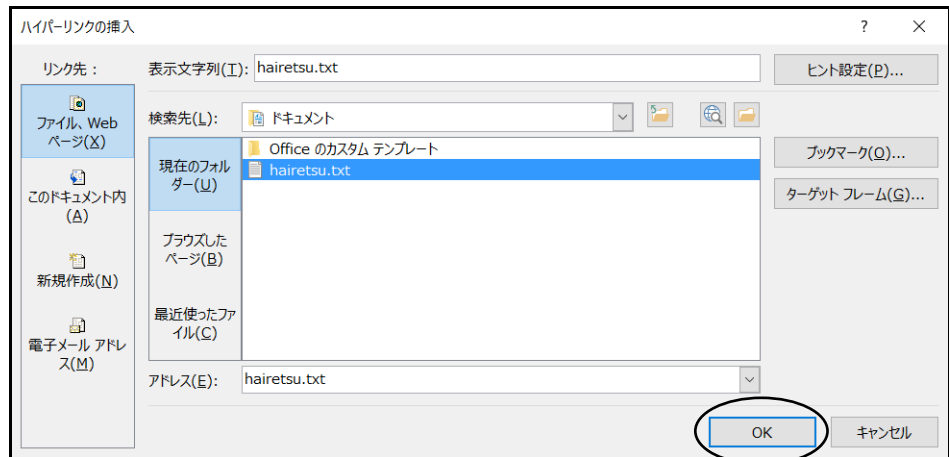 ハイパーリンクの挿入
?
リンク先：
表示文字列(T): hairetsu.txt
ヒント設定(P)...
ファイル、Web
ページ(X)
検索先(L): ドキュメント
現在のフォル
ダー(U)
Office のカスタム テンプレート
hairetsu.txt
ブックマーク(O)...
このドキュメント内
(A)
ターゲット フレーム(G)...
ブラウズした
ページ(B)
新規作成(N)
最近使ったファ
イル(C)
電子メール アドレ
ス(M)
アドレス(E): hairetsu.txt
OK
キャンセル